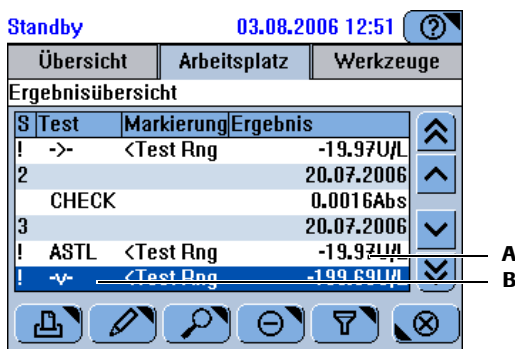 Standby 03.08.2006 12:51 ?
Übersicht Arbeitsplatz Werkzeuge
Ergebnisübersicht
S Test Markierung Ergebnis
! ->- <Test Rng -19.97U/L
2 20.07.2006
CHECK 0.0016Abs
3 20.07.2006
! ASTL <Test Rng -19.97U/L A
! -v- <Test Rng -199.69U/L B